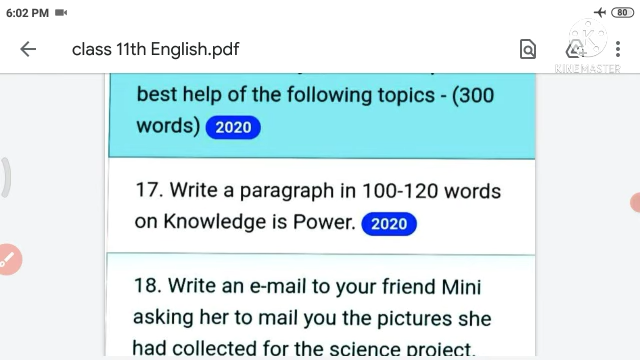 6:02 PM
80
class 11th English.pdf
KINEMASTER
best help of the following topics - (300
words) 2020
17. Write a paragraph in 100-120 words
on Knowledge is Power. 2020
18. Write an e-mail to your friend Mini
asking her to mail you the pictures she
had collected for the science project.